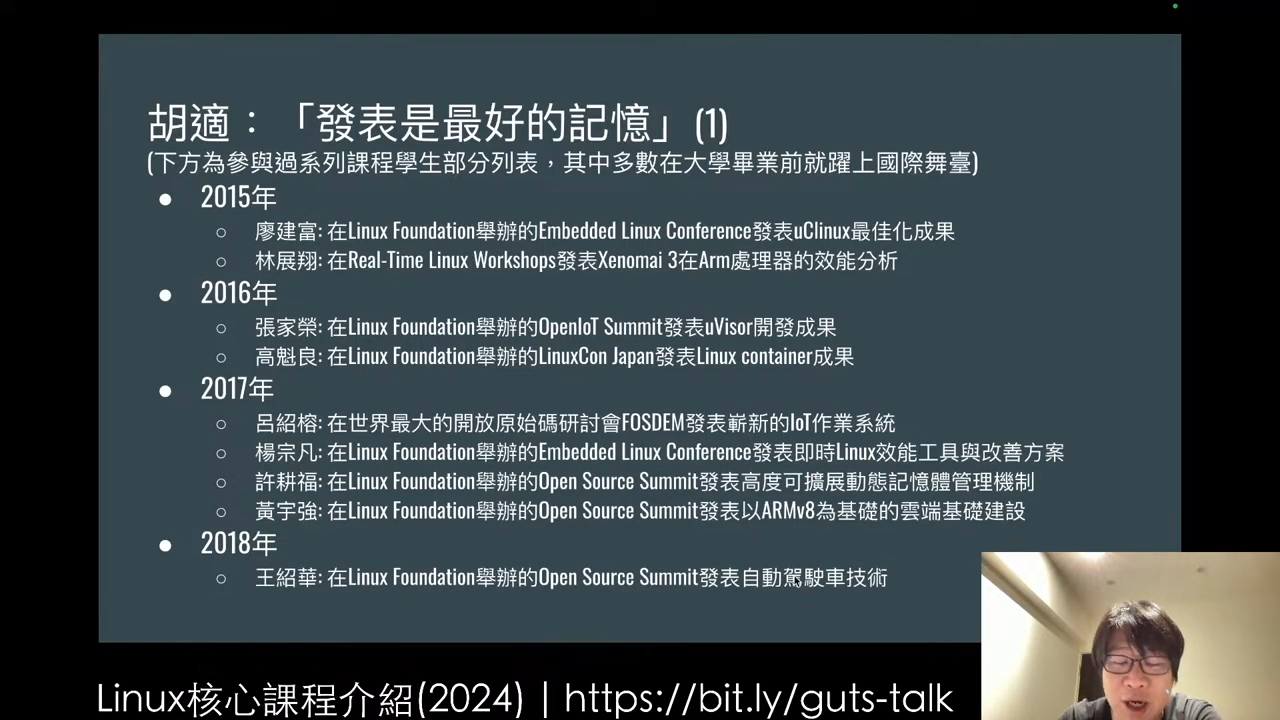 胡適：「發表是最好的記憶」(1)
(下方為參與過系列課程學生部分列表，其中多數在大學畢業前就躍上國際舞臺)
● 2015年
○ 廖建富: 在Linux Foundation舉辦的Embedded Linux Conference發表uClinux最佳化成果
○ 林展翔: 在Real-Time Linux Workshops發表Xenomai 3在Arm處理器的效能分析
● 2016年
○ 張家榮: 在Linux Foundation舉辦的OpenIoT Summit發表uVisor開發成果
○ 高魁良: 在Linux Foundation舉辦的LinuxCon Japan發表Linux container成果
● 2017年
○ 呂紹榕: 在世界最大的開放原始碼研討會FOSDEM發表嶄新的IoT作業系統
○ 楊宗凡: 在Linux Foundation舉辦的Embedded Linux Conference發表即時Linux效能工具與改善方案
○ 許耕福: 在Linux Foundation舉辦的Open Source Summit發表高度可擴展動態記憶體管理機制
○ 黃宇強: 在Linux Foundation舉辦的Open Source Summit發表以ARMv8為基礎的雲端基礎建設
● 2018年
○ 王紹華: 在Linux Foundation舉辦的Open Source Summit發表自動駕駛車技術
Linux核心課程介紹(2024) | https://bit.ly/guts-talk